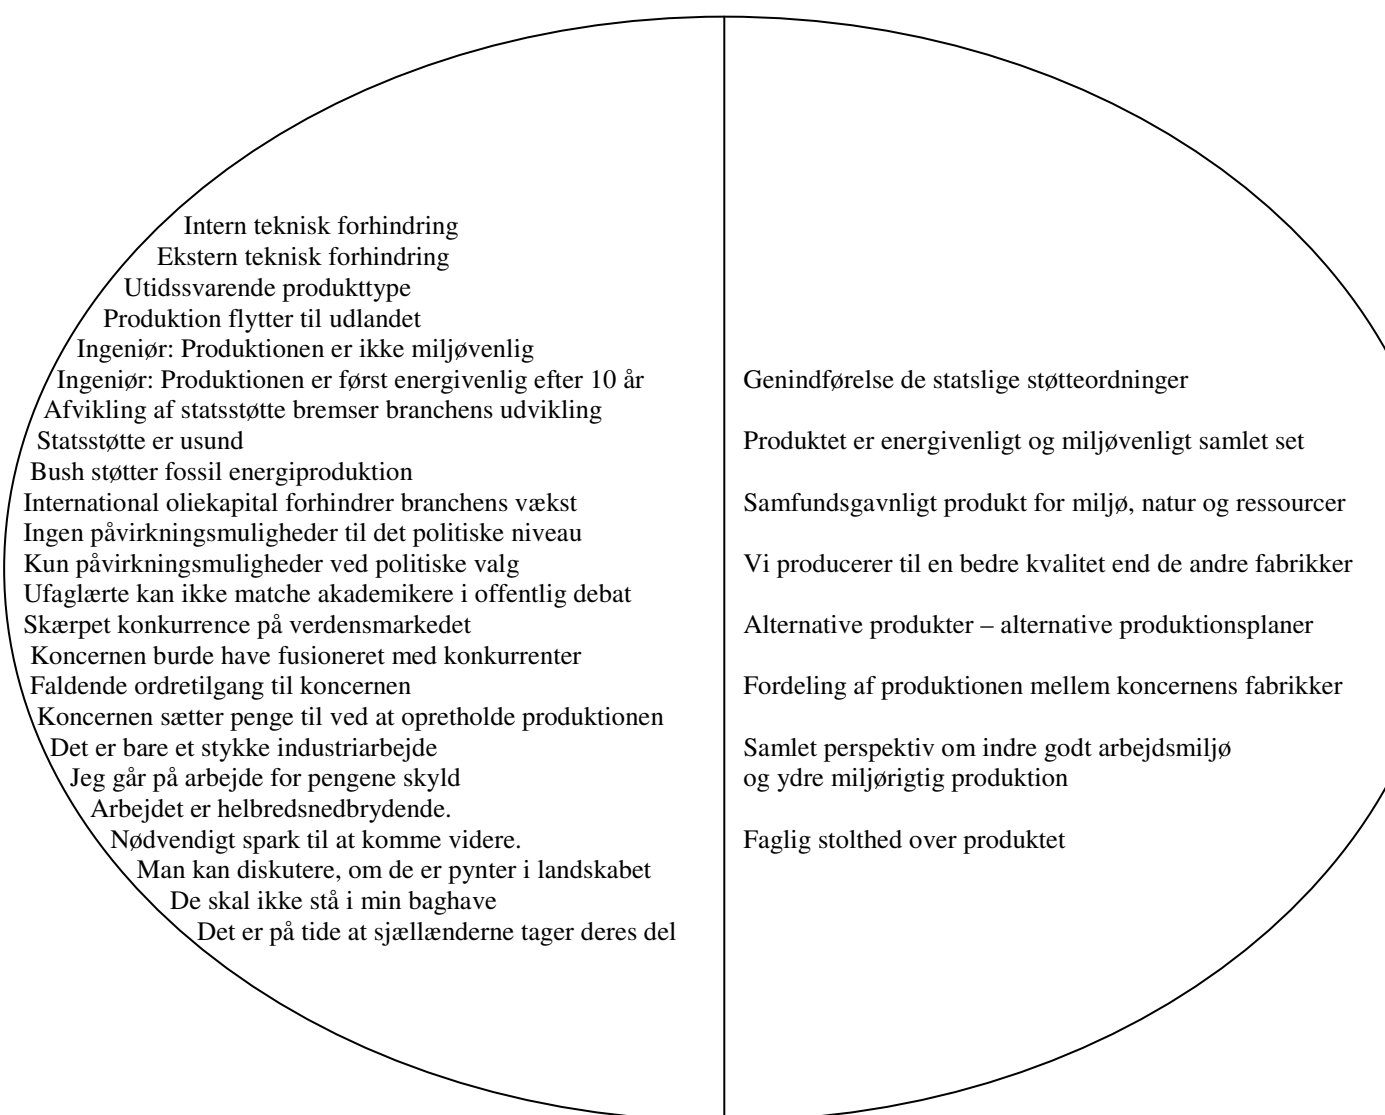 Intern teknisk forhindring
Ekstern teknisk forhindring
Utidssvarende produkttype
Produktion flytter til udlandet
Ingeniør: Produktionen er ikke miljøvenlig
Ingeniør: Produktionen er først energivenlig efter 10 år
Afvikling af statsstøtte bremser branchens udvikling
Statsstøtte er usund
Bush støtter fossil energiproduktion
International oliekapital forhindrer branchens vækst
Ingen påvirkningsmuligheder til det politiske niveau
Kun påvirkningsmuligheder ved politiske valg
Ufaglærte kan ikke matche akademikere i offentlig debat
Skærpet konkurrence på verdensmarkedet
Koncernen burde have fusioneret med konkurrenter
Faldende ordretilgang til koncernen
Koncernen sætter penge til ved at opretholde produktionen
Det er bare et stykke industriarbejde
Jeg går på arbejde for pengene skyld
Arbejdet er helbredsnedbrydende.
Nødvendigt spark til at komme videre.
Man kan diskutere, om de er pynter i landskabet
De skal ikke stå i min baghave
Det er på tide at sjællænderne tager deres del
Genindførelse de statslige støtteordninger
Produktet er energivenligt og miljøvenligt samlet set
Samfundsgavnligt produkt for miljø, natur og ressourcer
Vi producerer til en bedre kvalitet end de andre fabrikker
Alternative produkter – alternative produktionsplaner
Fordeling af produktionen mellem koncernens fabrikker
Samlet perspektiv om indre godt arbejdsmiljø
og ydre miljørigtig produktion
Faglig stolthed over produktet